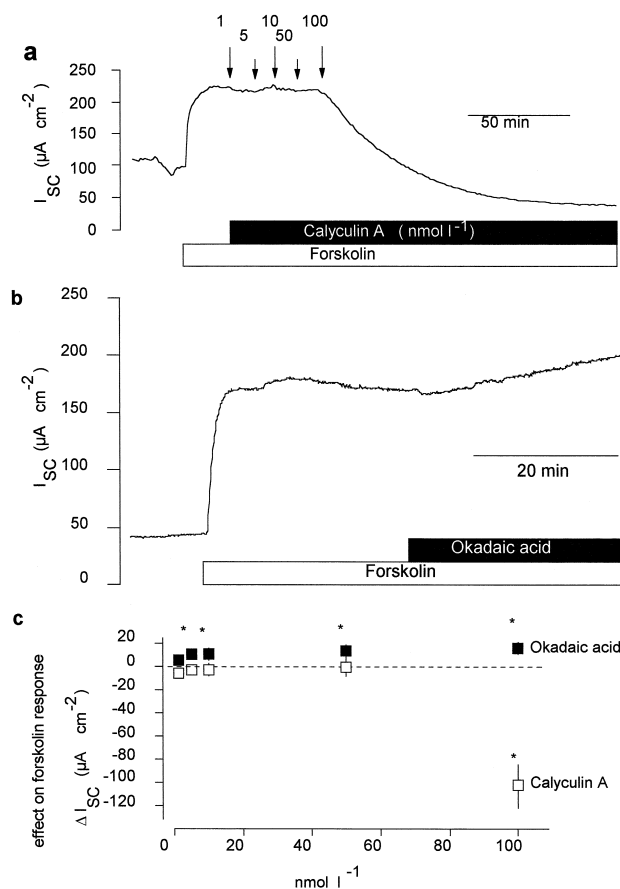 1 10 100
5 50
a
250
200
150
100
50
0
I SC (µA cm-2)
50 min
Calyculin A ( nmol l-1)
Forskolin
b
250
200
150
100
50
0
I SC (µA cm-2)
20 min
Okadaic acid
Forskolin
c
* * * *
20
0
-20
-40
-60
-80
-100
-120
effect on forskolin response
Δ I SC (µA cm-2)
Okadaic acid
*
Calyculin A
0 20 40 60 80 100
nmol l-1